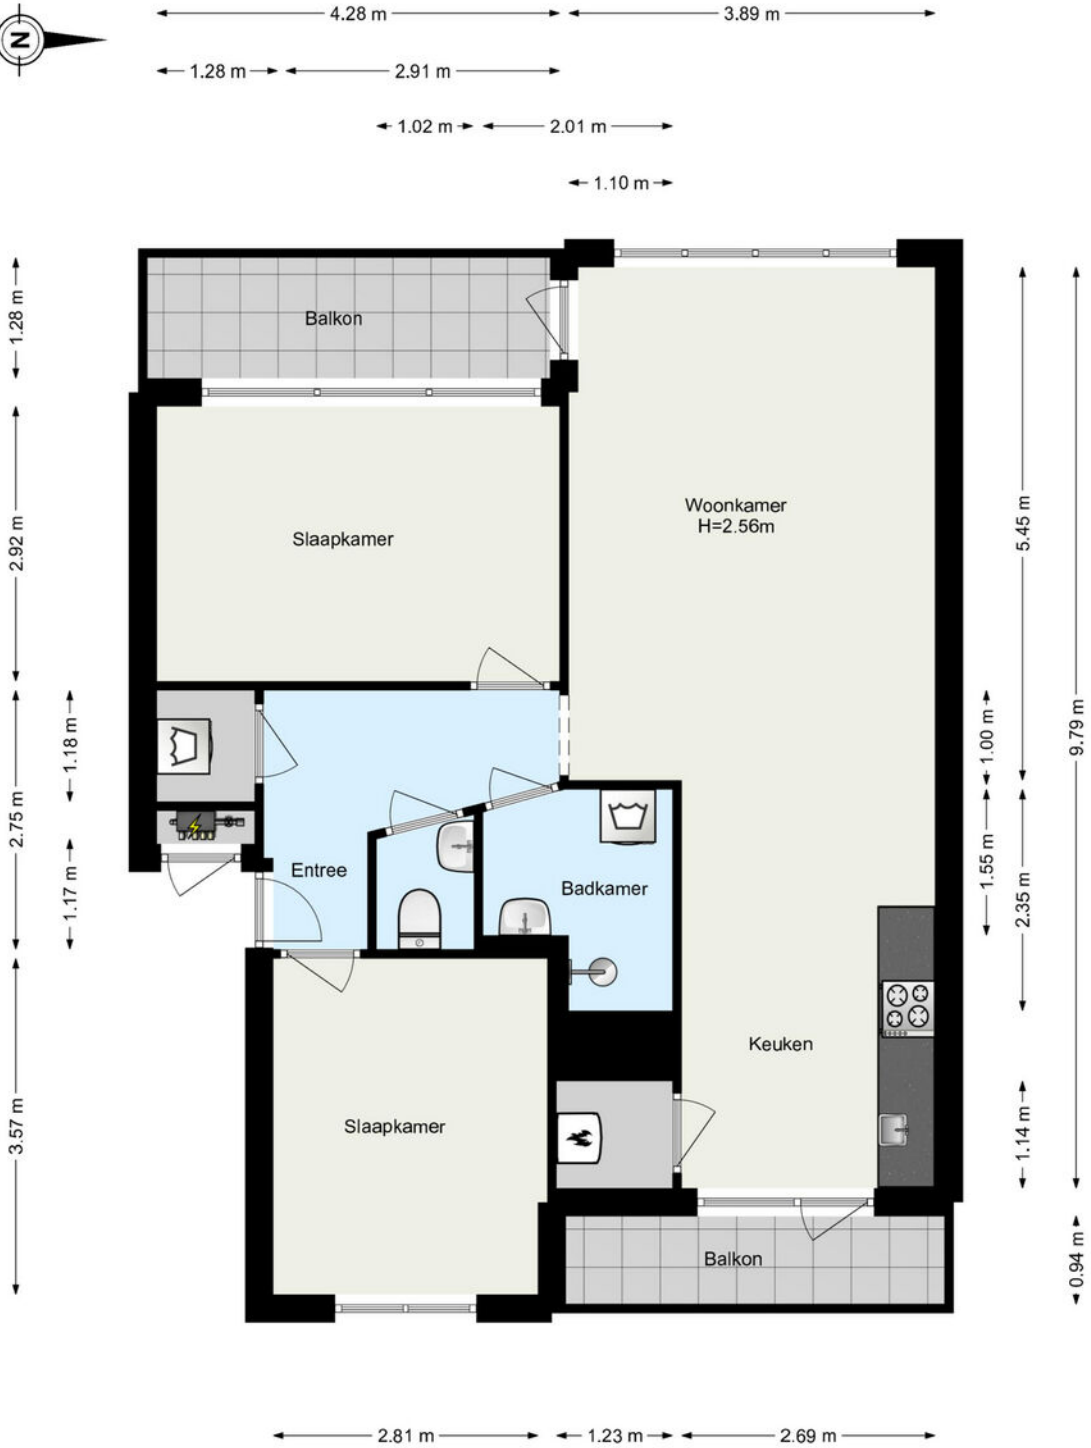 4.28 m
3.89 m
N
1.28 m
2.91 m
1.02 m
2.01 m
1.10 m
1.28 m
Balkon
2.92 m
Slaapkamer
Woonkamer
H=2.56m
5.45 m
9.79 m
2.75 m
1.18 m
1.17 m
1.00 m
1.55 m
2.35 m
Entree
Badkamer
3.57 m
Slaapkamer
Keuken
1.14 m
Balkon
0.94 m
2.81 m
1.23 m
2.69 m